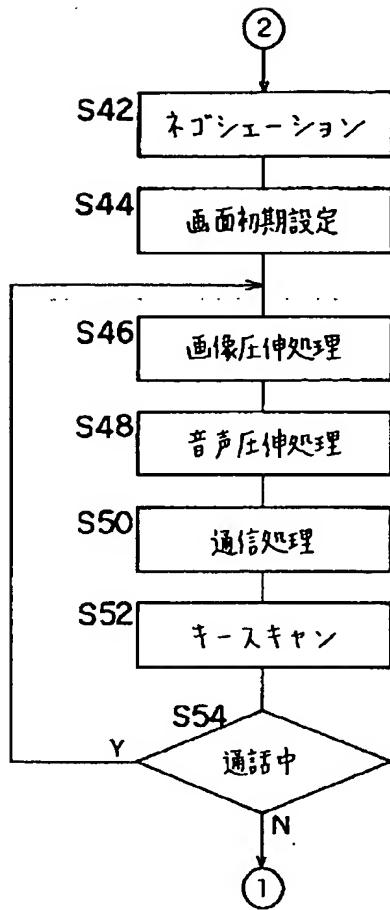 2
S42
ネゴシェーション
S44
画面初期設定
S46
画像圧伸処理
S48
音声圧伸処理
S50
通信処理
S52
キースキャン
S54
通話中
Y
N
1